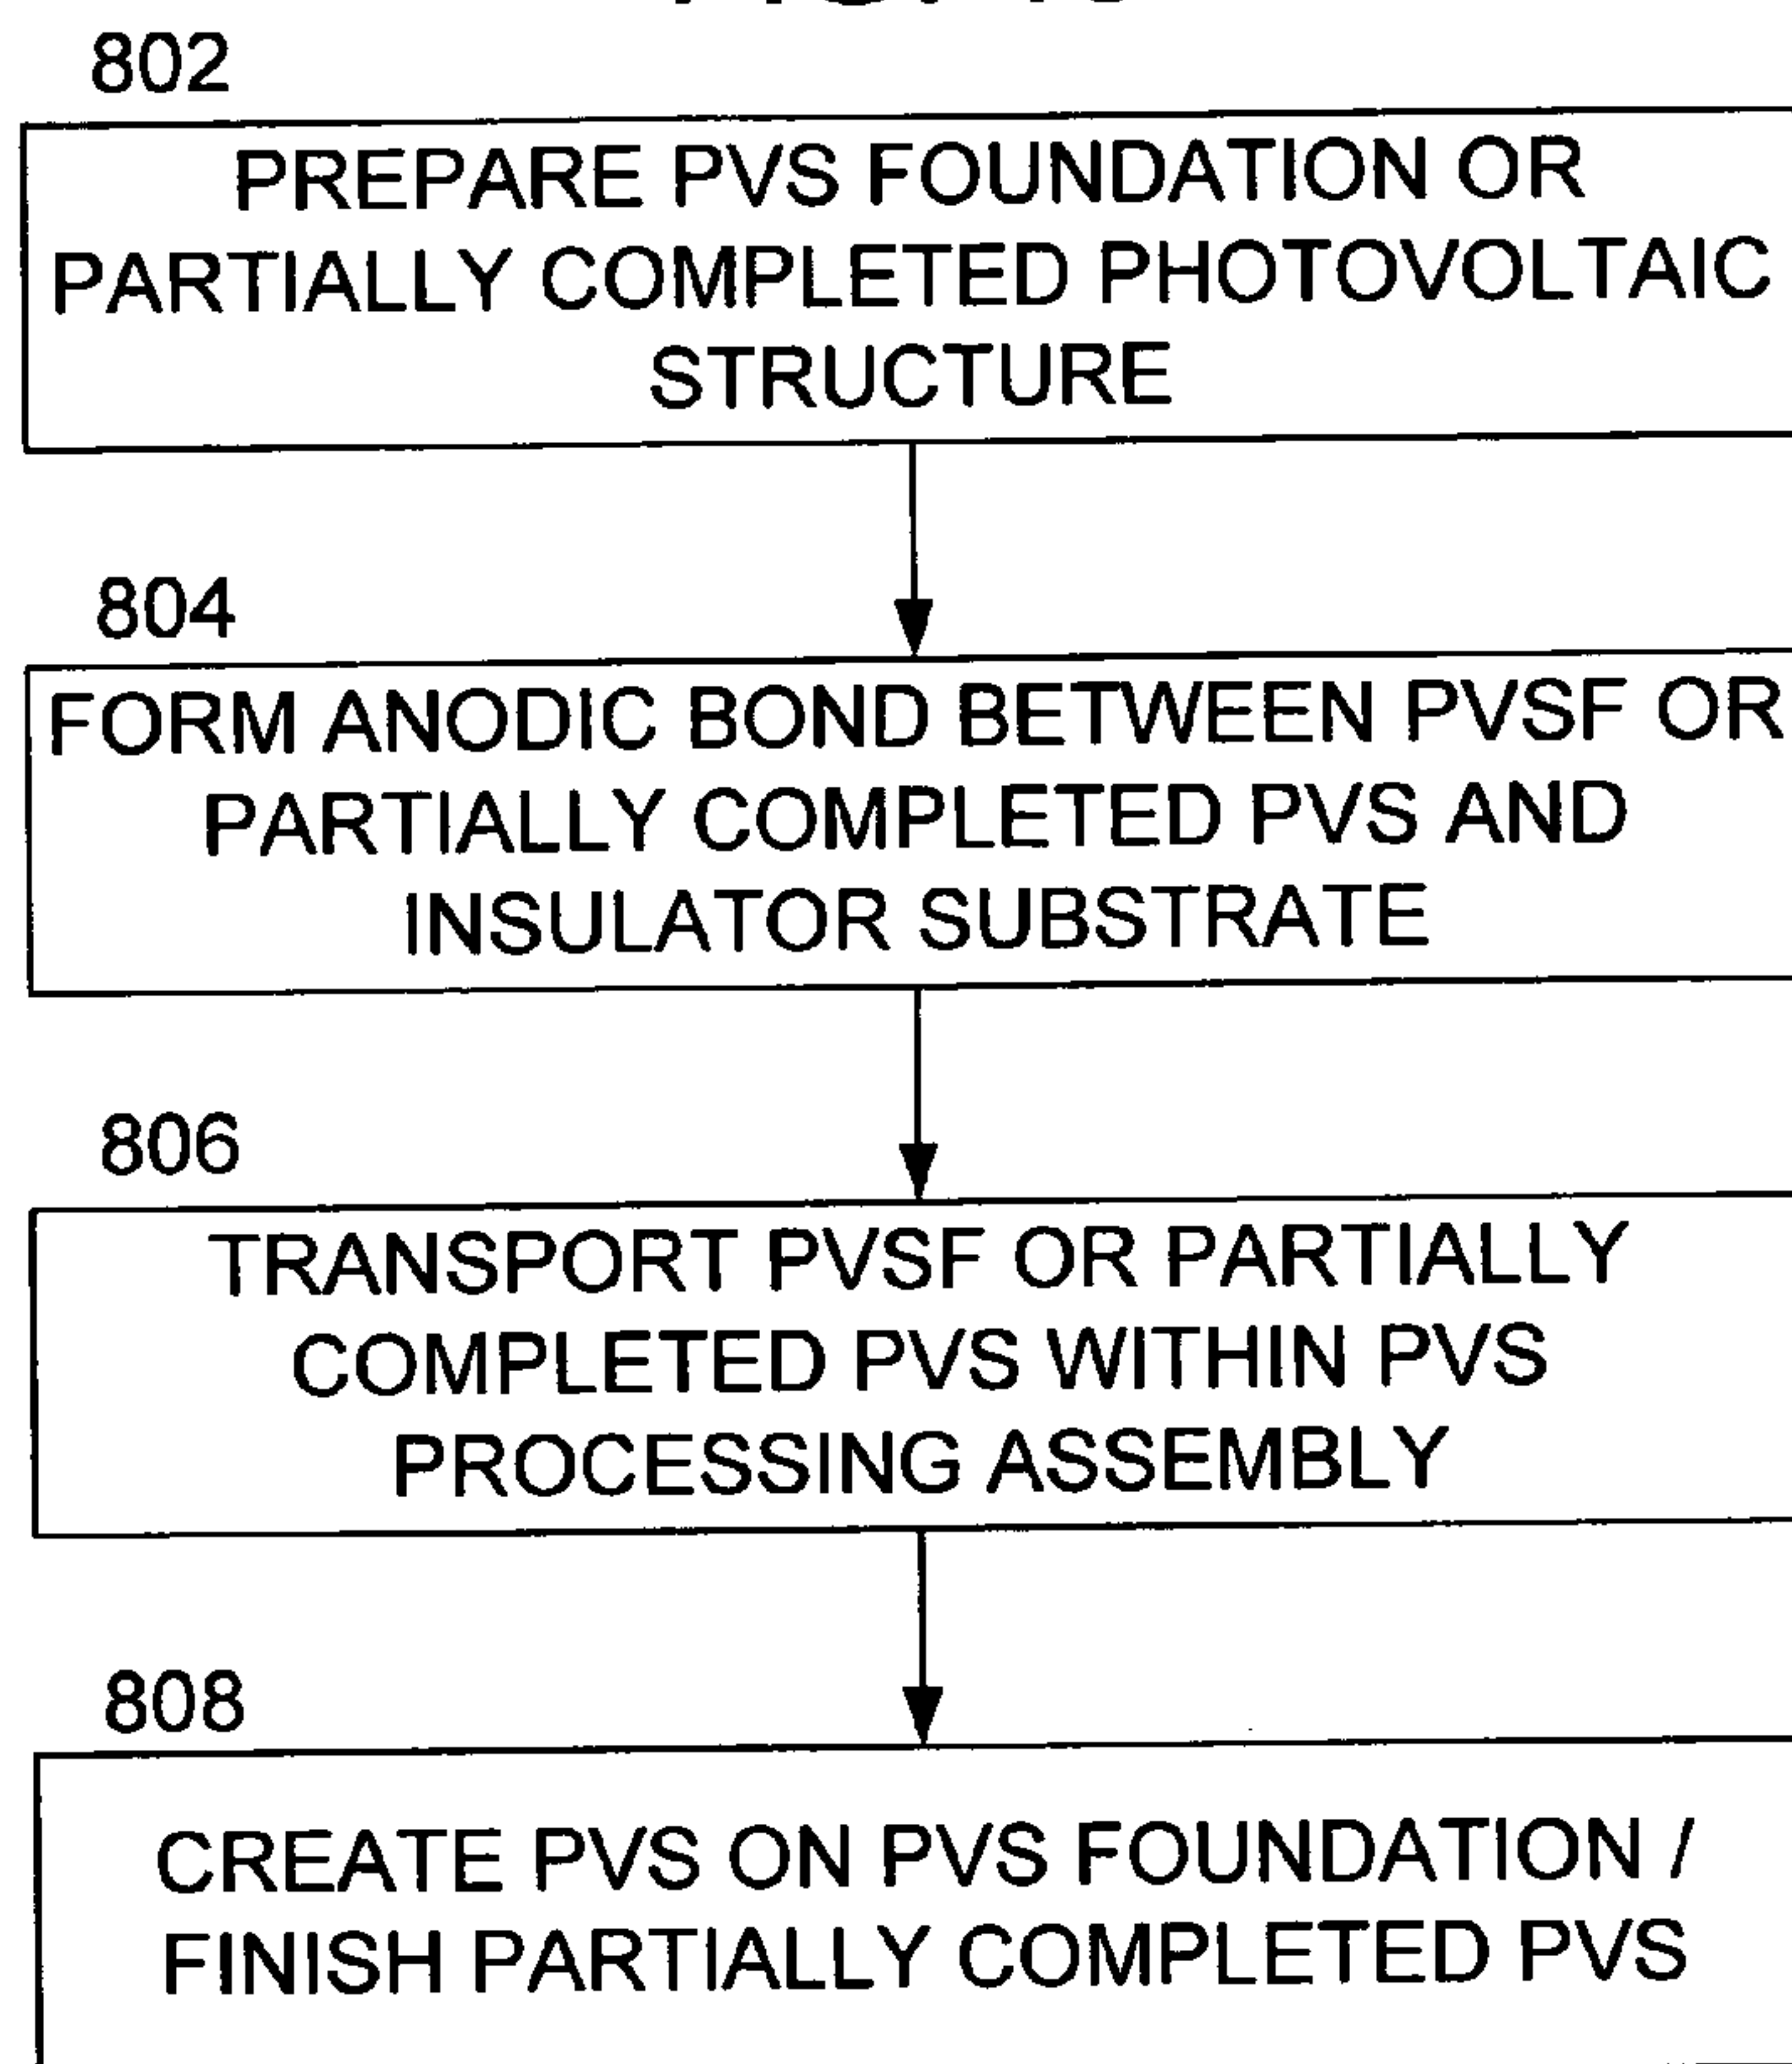 802
PREPARE PVS FOUNDATION OR
PARTIALLY COMPLETED PHOTOVOLTAIC
STRUCTURE
804
FORM ANODIC BOND BETWEEN PVSF OR
PARTIALLY COMPLETED PVS AND
INSULATOR SUBSTRATE
806
TRANSPORT PVSF OR PARTIALLY
COMPLETED PVS WITHIN PVS
PROCESSING ASSEMBLY
808
CREATE PVS ON PVS FOUNDATION /
FINISH PARTIALLY COMPLETED PVS